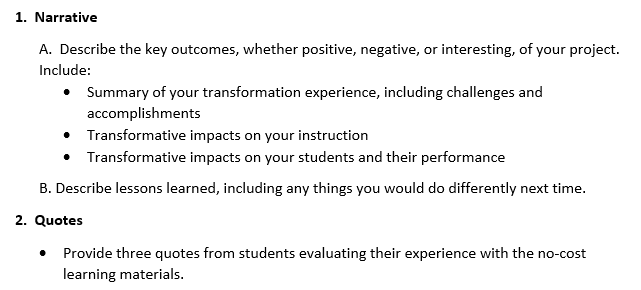 1. Narrative
A. Describe the key outcomes, whether positive, negative, or interesting, of your project.
Include:
• Summary of your transformation experience, including challenges and
accomplishments
• Transformative impacts on your instruction
• Transformative impacts on your students and their performance
B. Describe lessons learned, including any things you would do differently next time.
2. Quotes
• Provide three quotes from students evaluating their experience with the no-cost
learning materials.